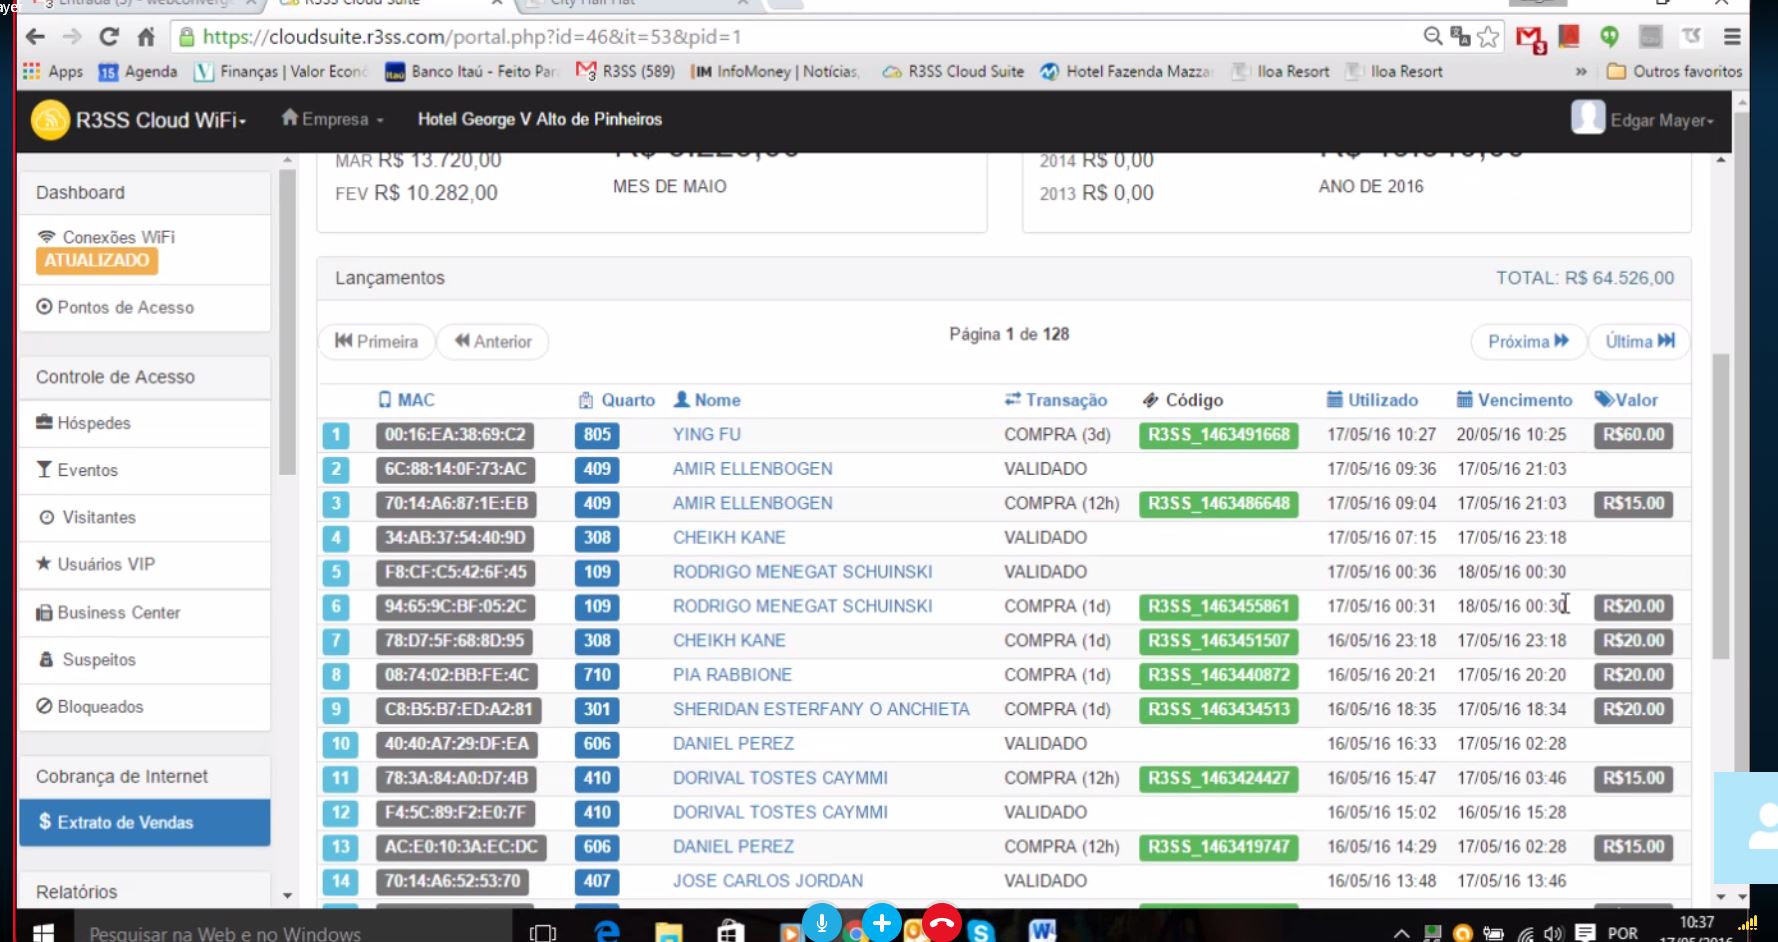 ayer
Entrada (3) - webconverge
R3SS Cloud Suite
City Hall Hat
https://cloudsuite.r3ss.com/portal.php?id=46&it=53&pid=1
Apps 15 Agenda Finanças | Valor Econô Itaú Banco Itaú - Feito Par 3 R3SS (589) IM InfoMoney | Notícias, R3SS Cloud Suite Hotel Fazenda Mazza Iloa Resort Iloa Resort » Outros favoritos
R3SS Cloud WiFi Empresa Hotel George V Alto de Pinheiros Edgar Mayer
Dashboard
Conexões WiFi
ATUALIZADO
Pontos de Acesso
Controle de Acesso
Hóspedes
Eventos
Visitantes
Usuários VIP
Business Center
Suspeitos
Bloqueados
Cobrança de Internet
$ Extrato de Vendas
Relatórios
MAR R$ 13.720,00
FEV R$ 10.282,00
MES DE MAIO
2014 R$ 0,00
2013 R$ 0,00
ANO DE 2016
Lançamentos TOTAL: R$ 64.526,00
Primeira Anterior Página 1 de 128 Próxima Última
MAC Quarto Nome Transação Código Utilizado Vencimento Valor
1 00:16:EA:38:69:C2 805 YING FU COMPRA (3d) R3SS_1463491668 17/05/16 10:27 20/05/16 10:25 R$60.00
2 6C:88:14:0F:73:AC 409 AMIR ELLENBOGEN VALIDADO 17/05/16 09:36 17/05/16 21:03
3 70:14:A6:87:1E:EB 409 AMIR ELLENBOGEN COMPRA (12h) R3SS_1463486648 17/05/16 09:04 17/05/16 21:03 R$15.00
4 34:AB:37:54:40:9D 308 CHEIKH KANE VALIDADO 17/05/16 07:15 17/05/16 23:18
5 F8:CF:C5:42:6F:45 109 RODRIGO MENEGAT SCHUINSKI VALIDADO 17/05/16 00:36 18/05/16 00:30
6 94:65:9C:BF:05:2C 109 RODRIGO MENEGAT SCHUINSKI COMPRA (1d) R3SS_1463455861 17/05/16 00:31 18/05/16 00:30 R$20.00
7 78:D7:5F:68:8D:95 308 CHEIKH KANE COMPRA (1d) R3SS_1463451507 16/05/16 23:18 17/05/16 23:18 R$20.00
8 08:74:02:BB:FE:4C 710 PIA RABBIONE COMPRA (1d) R3SS_1463440872 16/05/16 20:21 17/05/16 20:20 R$20.00
9 C8:B5:B7:ED:A2:81 301 SHERIDAN ESTERFANY O ANCHIETA COMPRA (1d) R3SS_1463434513 16/05/16 18:35 17/05/16 18:34 R$20.00
10 40:40:A7:29:DF:EA 606 DANIEL PEREZ VALIDADO 16/05/16 16:33 17/05/16 02:28
11 78:3A:84:A0:D7:4B 410 DORIVAL TOSTES CAYMMI COMPRA (12h) R3SS_1463424427 16/05/16 15:47 17/05/16 03:46 R$15.00
12 F4:5C:89:F2:E0:7F 410 DORIVAL TOSTES CAYMMI VALIDADO 16/05/16 15:02 16/05/16 15:28
13 AC:E0:10:3A:EC:DC 606 DANIEL PEREZ COMPRA (12h) R3SS_1463419747 16/05/16 14:29 17/05/16 02:28 R$15.00
14 70:14:A6:52:53:70 407 JOSE CARLOS JORDAN VALIDADO 16/05/16 13:48 17/05/16 13:46
Pesquisar na Web e no Windows POR 10:37
17/05/2016